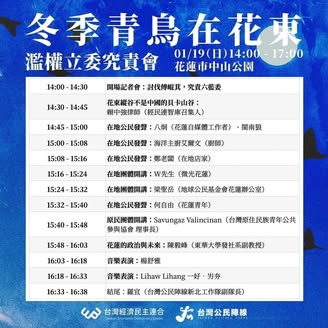 冬季青鳥在花東
濫權立委究責會
01/19(日)14:00 - 17:00
花蓮市中山公園
14:00 - 14:30 開場記者會:討伐傅崐萁,究責六藍委
14:30 - 14:45 花東縱谷不是中國的貝卡山谷:
賴中強律師(經民連智庫召集人)
14:45 - 15:00 在地公民發聲:八炯(花蓮自媒體工作者)、閩南狼
15:00 - 15:08 在地公民發聲:海洋主廚艾爾文(廚師)
15:08 - 15:16 在地公民發聲:鄭老闆(在地店家)
15:16 - 15:24 在地團體開講:W先生(微光花蓮)
15:24 - 15:32 在地團體開講:梁聖岳(地球公民基金會花蓮辦公室)
15:32 - 15:40 在地公民發聲:何自由(花蓮青年)
15:40 - 15:48 原民團體開講:Savungaz Valincinan(台灣原住民族青年公共
參與協會 理事長)
15:48 - 16:03 花蓮的政治與未來:陳毅峰(東華大學發社系副教授)
16:03 - 16:18 音樂表演:楊舒雅
16:18 - 16:33 音樂表演:Lihaw Lihang 一好.男夯
16:33 - 16:38 結尾:羅宜(台灣公民陣線新北工作隊副隊長)
台灣經濟民主連合
台灣公民陣線